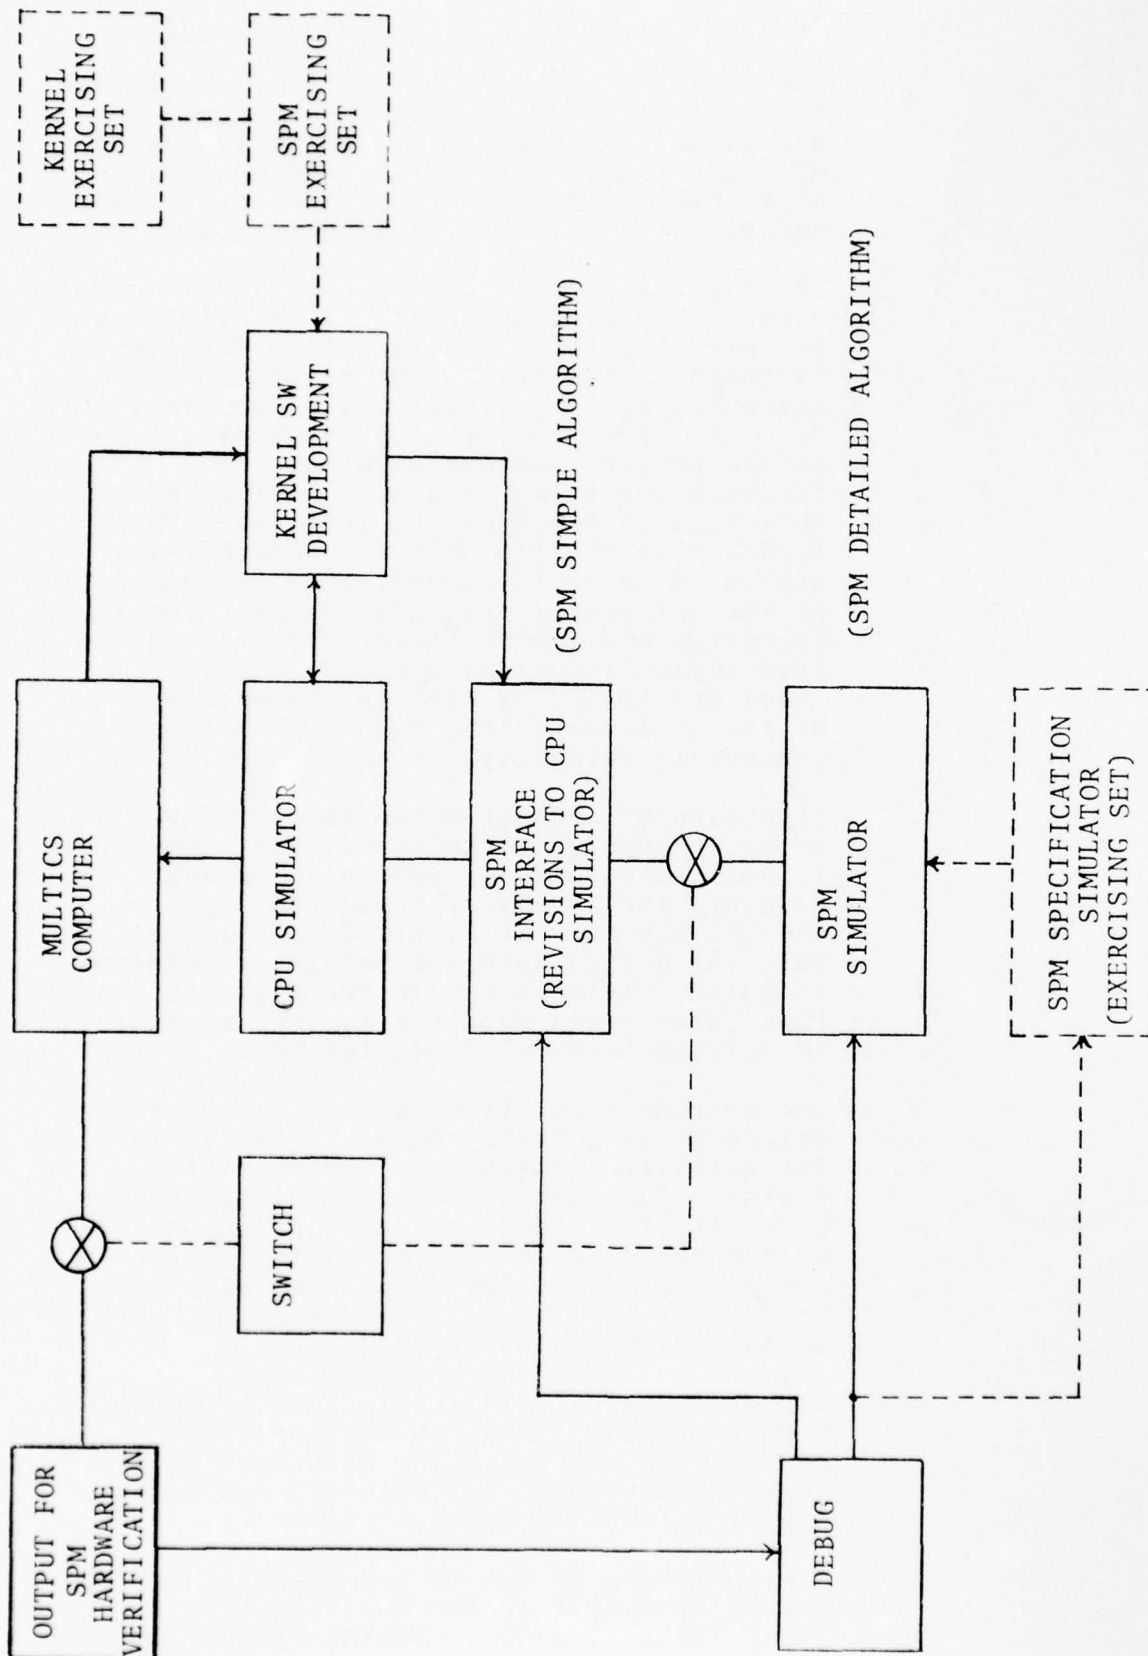 OUTPUT FOR
SPM
HARDWARE
VERIFICATION
MULTICS
COMPUTER
KERNEL
EXERCISING
SET
SWITCH
CPU SIMULATOR
KERNEL SW
DEVELOPMENT
SPM
EXERCISING
SET
SPM
INTERFACE
(REVISIONS TO CPU
SIMULATOR)
(SPM SIMPLE ALGORITHM)
DEBUG
SPM
SIMULATOR
(SPM DETAILED ALGORITHM)
SPM SPECIFICATION
SIMULATOR
(EXERCISING SET)